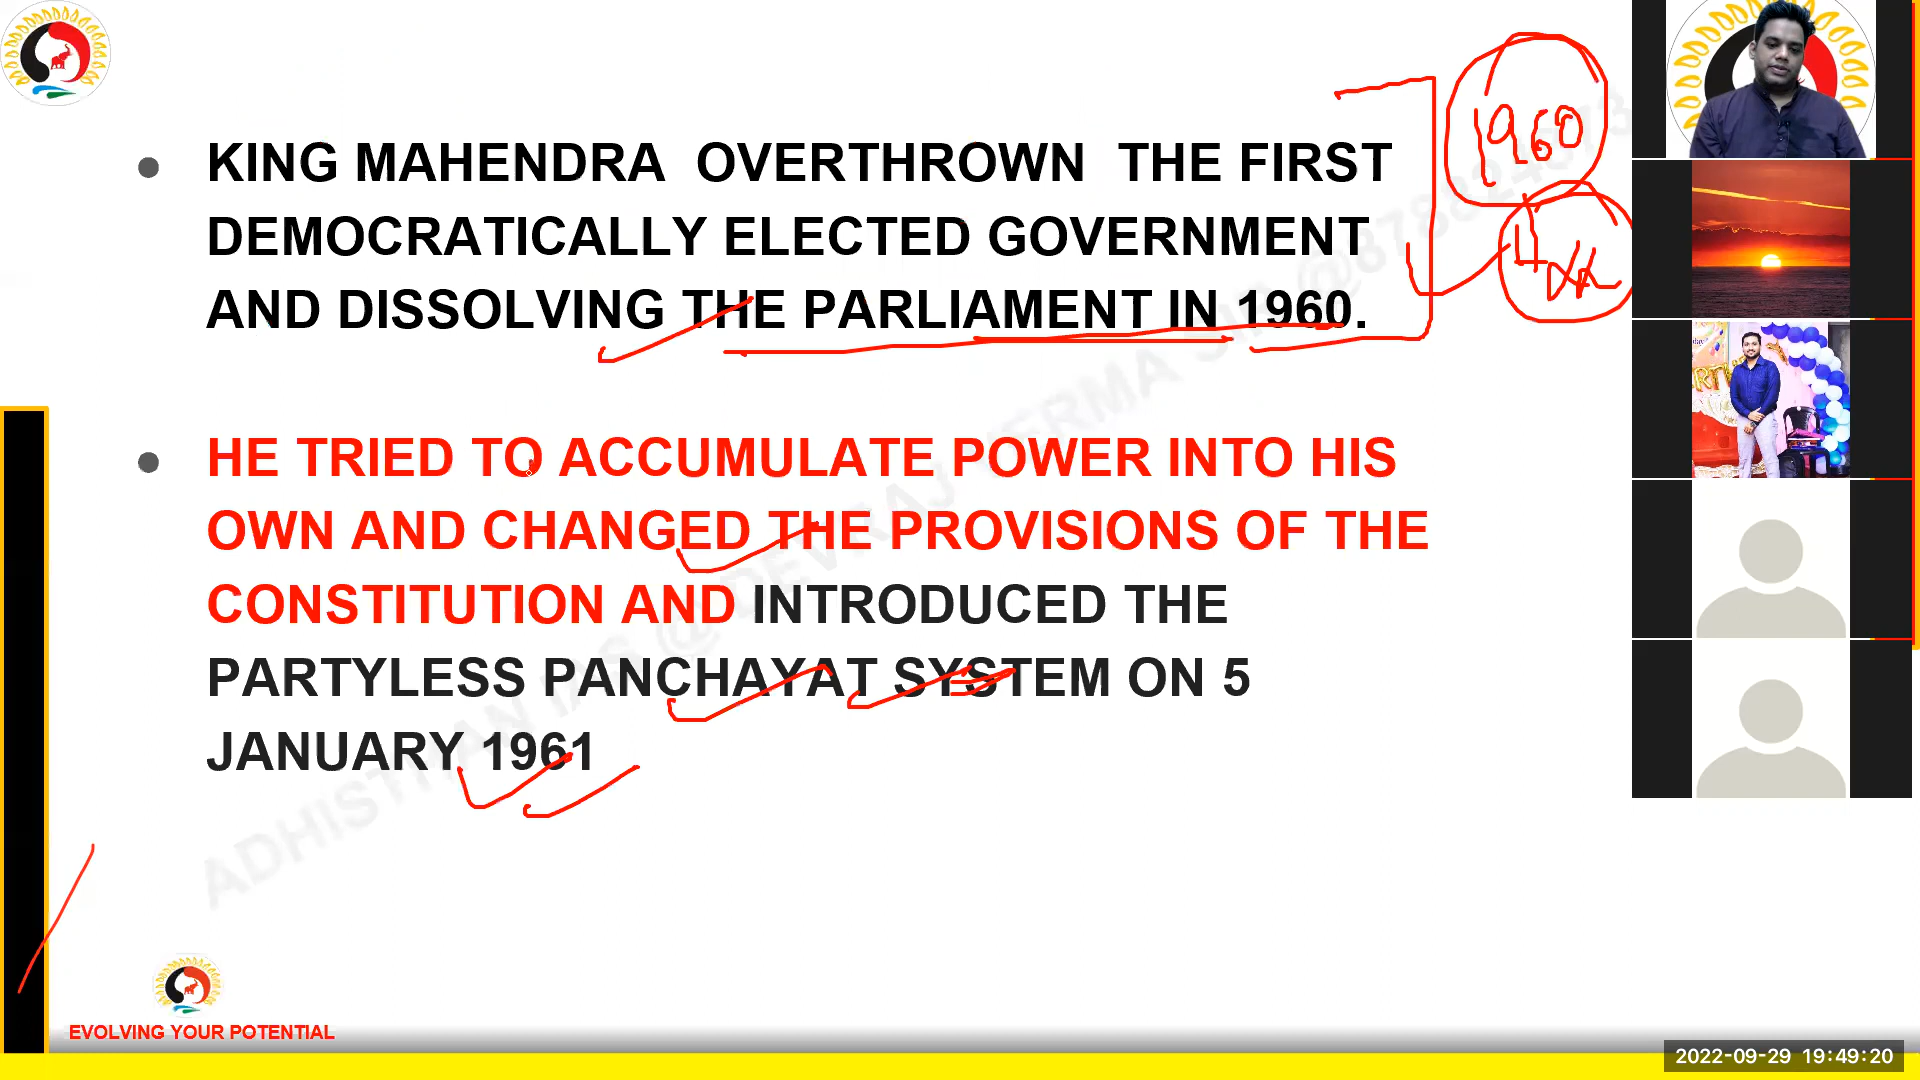 KING MAHENDRA OVERTHROWN THE FIRST
DEMOCRATICALLY ELECTED GOVERNMENT
AND DISSOLVING THE PARLIAMENT IN 1960.
1960
HE TRIED TO ACCUMULATE POWER INTO HIS
OWN AND CHANGED THE PROVISIONS OF THE
CONSTITUTION AND INTRODUCED THE
PARTYLESS PANCHAYAT SYSTEM ON 5
JANUARY 1961
EVOLVING YOUR POTENTIAL
2022-09-29 19:49:20